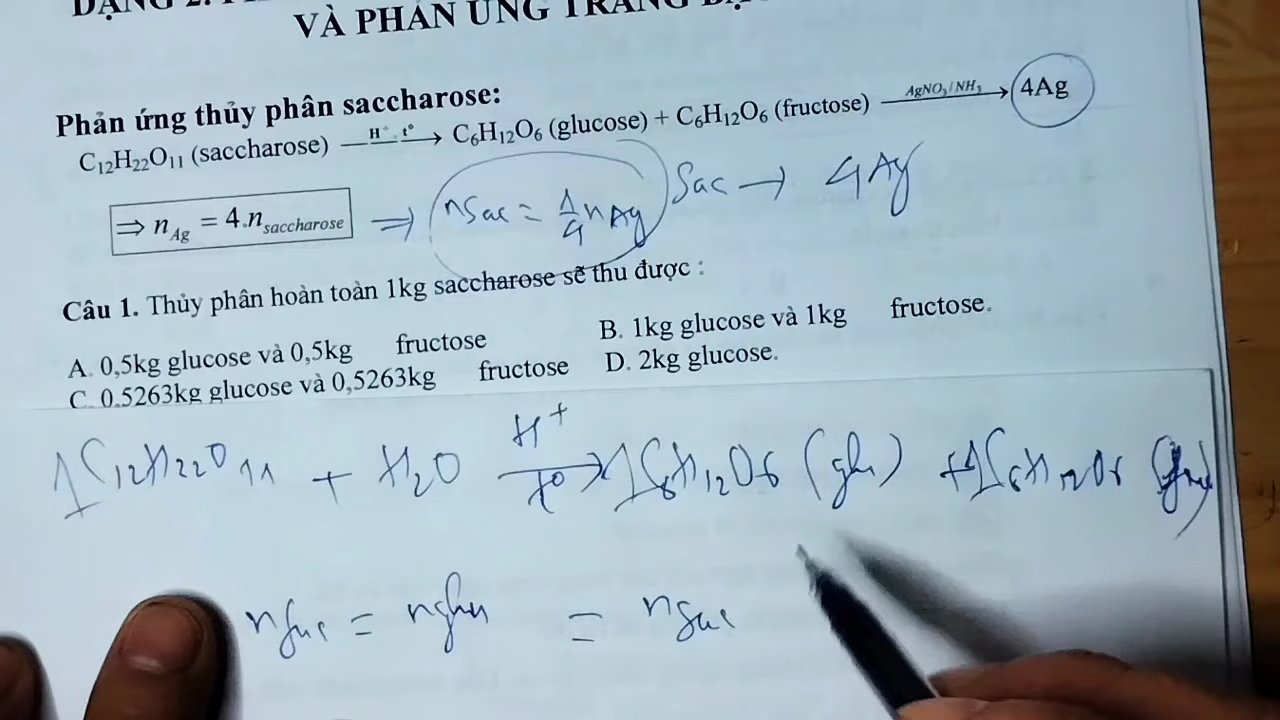 VÀ PHẢN ỨNG TRÁNG
Phản ứng thủy phân saccharose:
C12H22O11 (saccharose) H+, t° → C6H12O6 (glucose) + C6H12O6 (fructose) AgNO3/NH3 → 4Ag
⇒ nAg = 4.nsaccharose ⇒ nSac = 1/4 nAg Sac → 4Ag
Câu 1. Thủy phân hoàn toàn 1kg saccharose sẽ thu được :
A. 0,5kg glucose và 0,5kg fructose B. 1kg glucose và 1kg fructose.
C. 0.5263kg glucose và 0,5263kg fructose D. 2kg glucose.
1C12H22O11 + H2O H+ t° → 1C6H12O6 (glu) + 1C6H12O6
nfruc = nglu = nsac